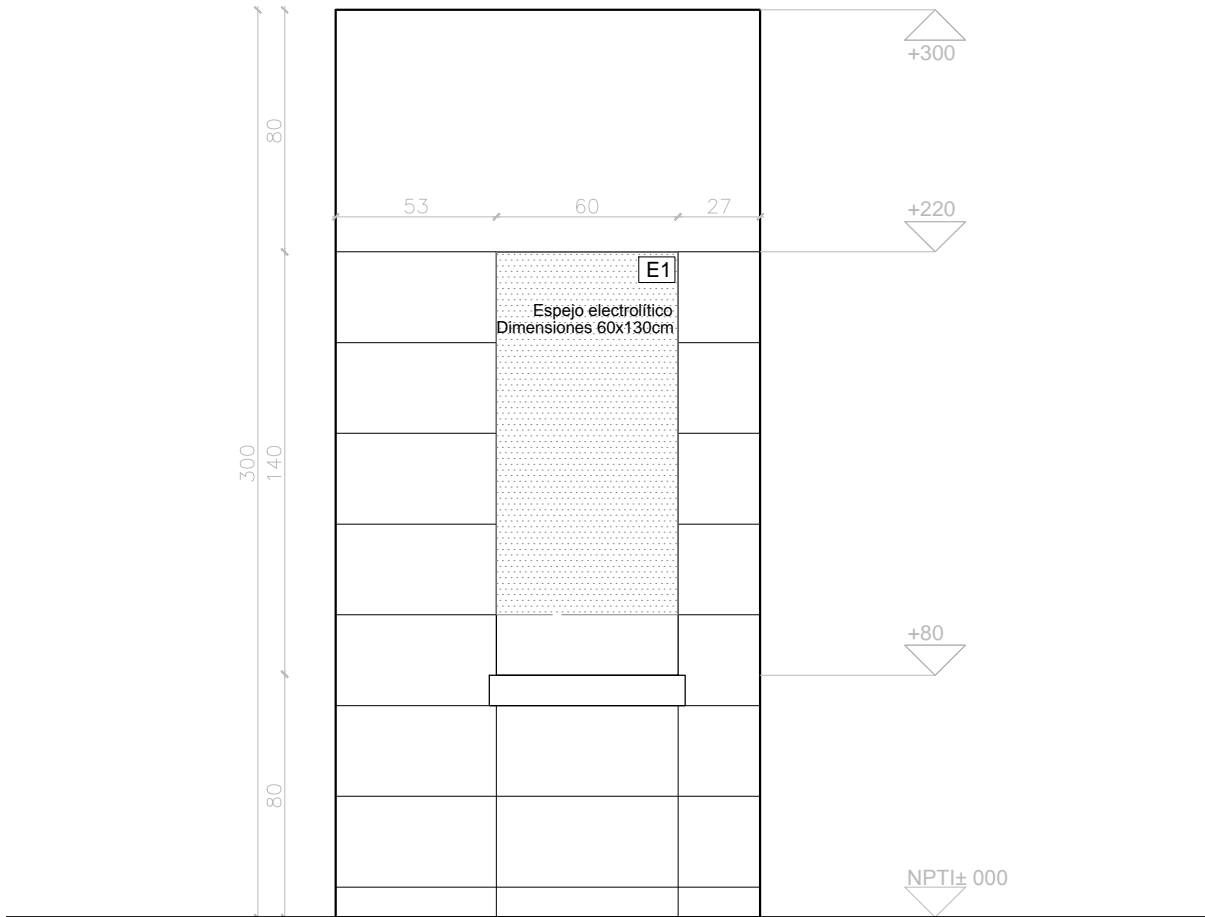 +300
80
53
60
27
+220
E1
Espejo electrolítico
Dimensiones 60x130cm
300
140
+80
80
NPTI± 000